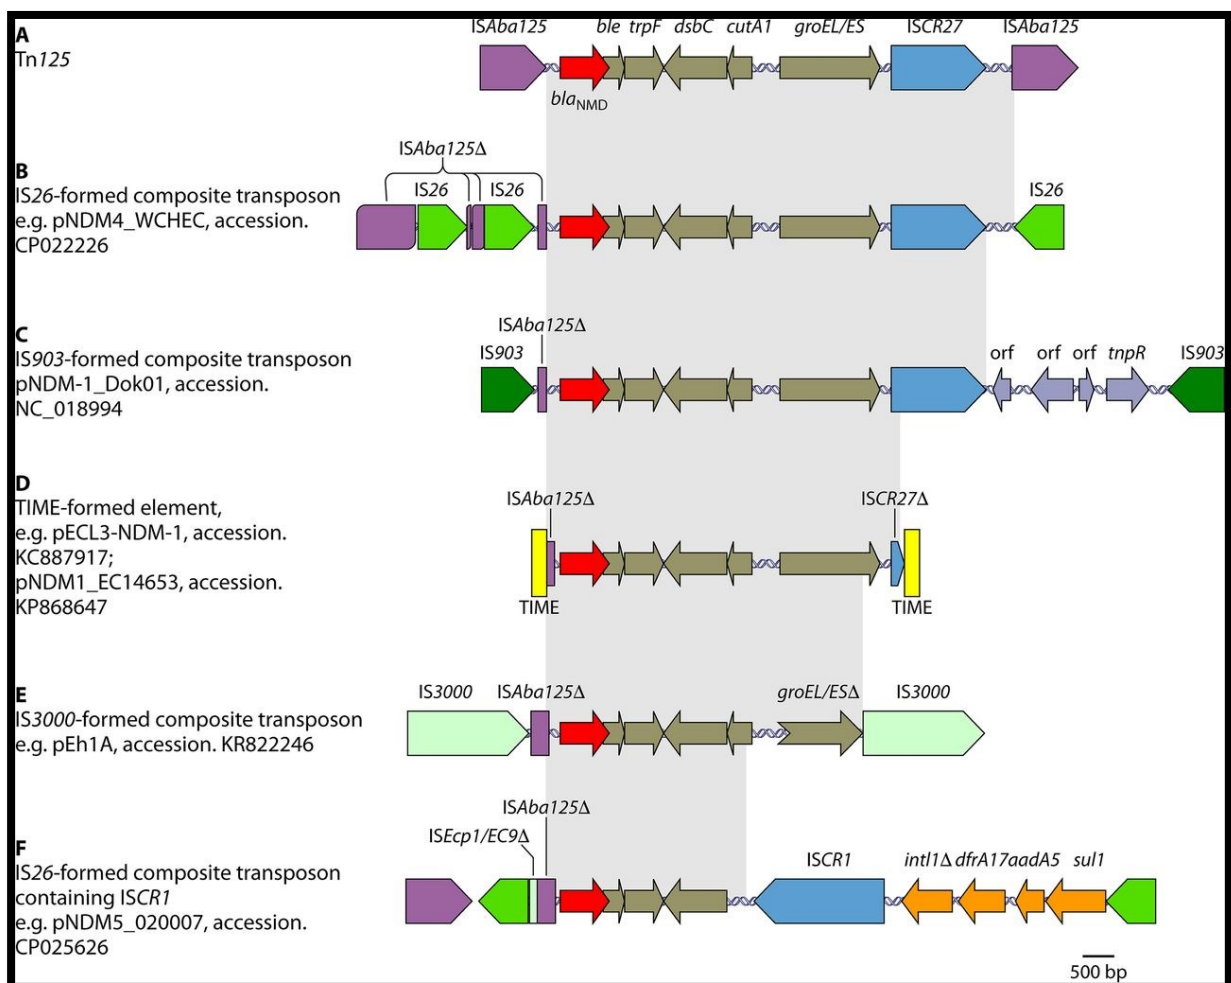 A
Tn125
ISAba125 ble trpF dsbC cutA1 groEL/ES ISCR27 ISAba125
blaNMD
B
IS26-formed composite transposon
e.g. pNDM4_WCHEC, accession.
CP022226
ISAba125Δ
IS26 IS26 IS26
C
IS903-formed composite transposon
pNDM-1_Dok01, accession.
NC_018994
ISAba125Δ
IS903 orf orf orf tnpR IS903
D
TIME-formed element,
e.g. pECL3-NDM-1, accession.
KC887917;
pNDM1_EC14653, accession.
KP868647
ISAba125Δ ISCR27Δ
TIME TIME
E
IS3000-formed composite transposon
e.g. pEh1A, accession. KR822246
IS3000 ISAba125Δ groEL/ESΔ IS3000
F
IS26-formed composite transposon
containing ISCR1
e.g. pNDM5_020007, accession.
CP025626
ISAba125Δ
ISEcp1/EC9Δ
ISCR1 intI1Δ dfrA17 aadA5 sul1
500 bp